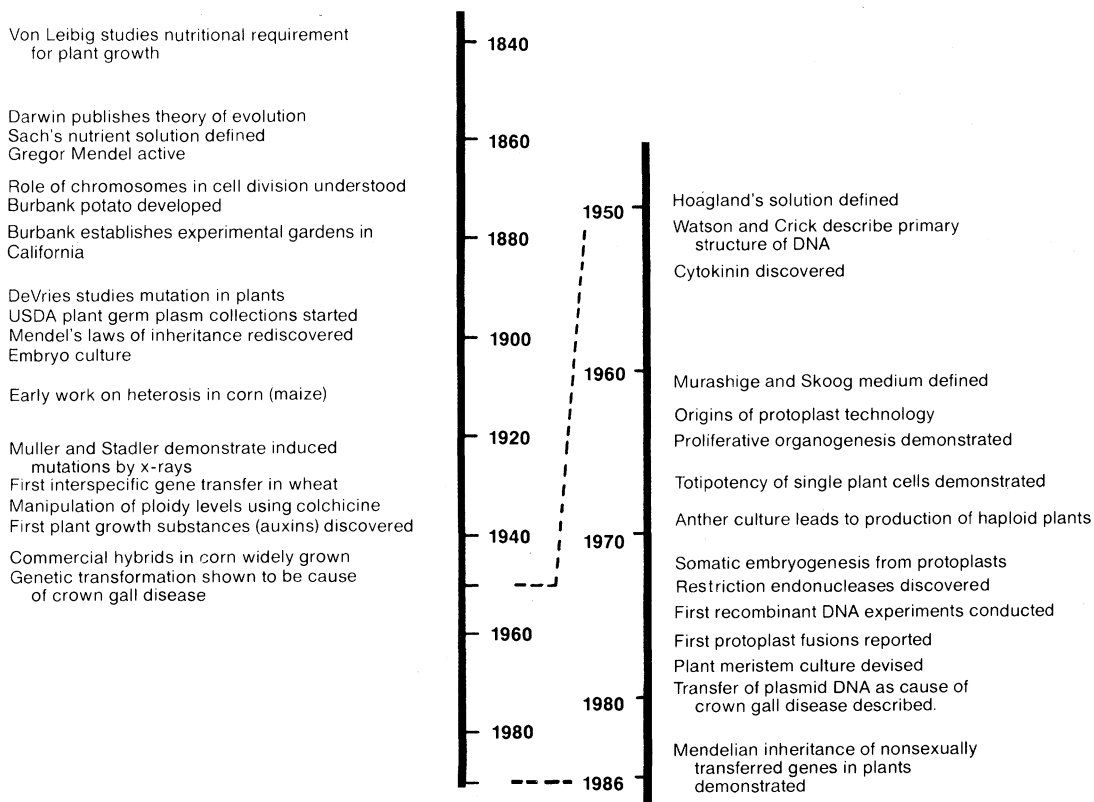 Von Leibig studies nutritional requirement
for plant growth
Darwin publishes theory of evolution
Sach's nutrient solution defined
Gregor Mendel active
Role of chromosomes in cell division understood
Burbank potato developed
Burbank establishes experimental gardens in
California
DeVries studies mutation in plants
USDA plant germ plasm collections started
Mendel's laws of inheritance rediscovered
Embryo culture
Early work on heterosis in corn (maize)
Muller and Stadler demonstrate induced
mutations by x-rays
First interspecific gene transfer in wheat
Manipulation of ploidy levels using colchicine
First plant growth substances (auxins) discovered
Commercial hybrids in corn widely grown
Genetic transformation shown to be cause
of crown gall disease
1840
1860
1880
1900
1920
1940
1960
1980
1950
1960
1970
1980
1986
Hoagland's solution defined
Watson and Crick describe primary
structure of DNA
Cytokinin discovered
Murashige and Skoog medium defined
Origins of protoplast technology
Proliferative organogenesis demonstrated
Totipotency of single plant cells demonstrated
Anther culture leads to production of haploid plants
Somatic embryogenesis from protoplasts
Restriction endonucleases discovered
First recombinant DNA experiments conducted
First protoplast fusions reported
Plant meristem culture devised
Transfer of plasmid DNA as cause of
crown gall disease described.
Mendelian inheritance of nonsexually
transferred genes in plants
demonstrated